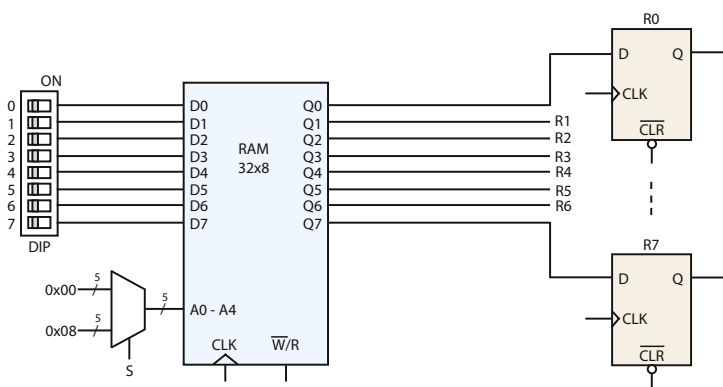 R0
D Q
CLK
C̅L̅R̅
ON
0 D0 Q0
1 D1 Q1 R1
2 D2 Q2 R2
3 D3 Q3 R3
4 D4 Q4 R4
5 D5 Q5 R5
6 D6 Q6 R6
7 D7 Q7
RAM
32x8
DIP
0x00 5
0x08 5
S
5 A0 - A4
CLK W̅/R
R7
D Q
CLK
C̅L̅R̅